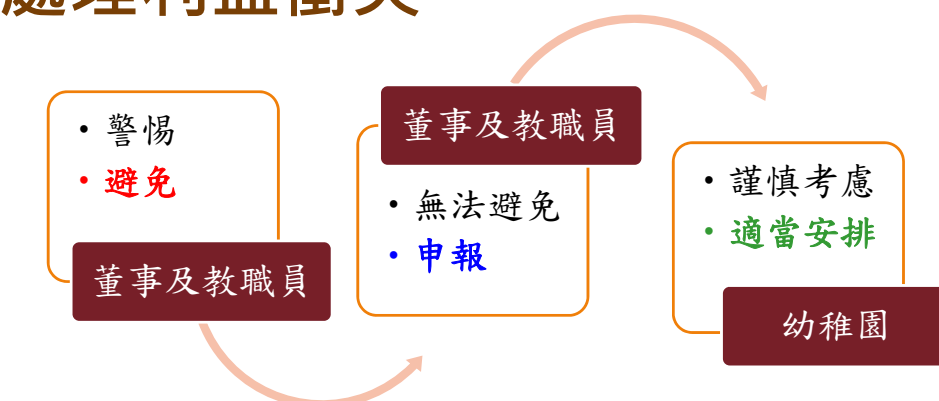 處理利益衝突
• 警惕
• 避免
董事及教職員
董事及教職員
• 無法避免
• 申報
• 謹慎考慮
• 適當安排
幼稚園